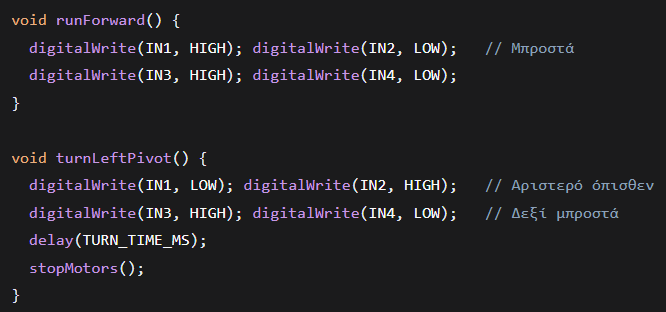 void runForward() {
  digitalWrite(IN1, HIGH); digitalWrite(IN2, LOW);   // Μπροστά
  digitalWrite(IN3, HIGH); digitalWrite(IN4, LOW);
}

void turnLeftPivot() {
  digitalWrite(IN1, LOW); digitalWrite(IN2, HIGH);   // Αριστερό όπισθεν
  digitalWrite(IN3, HIGH); digitalWrite(IN4, LOW);   // Δεξί μπροστά
  delay(TURN_TIME_MS);
  stopMotors();
}